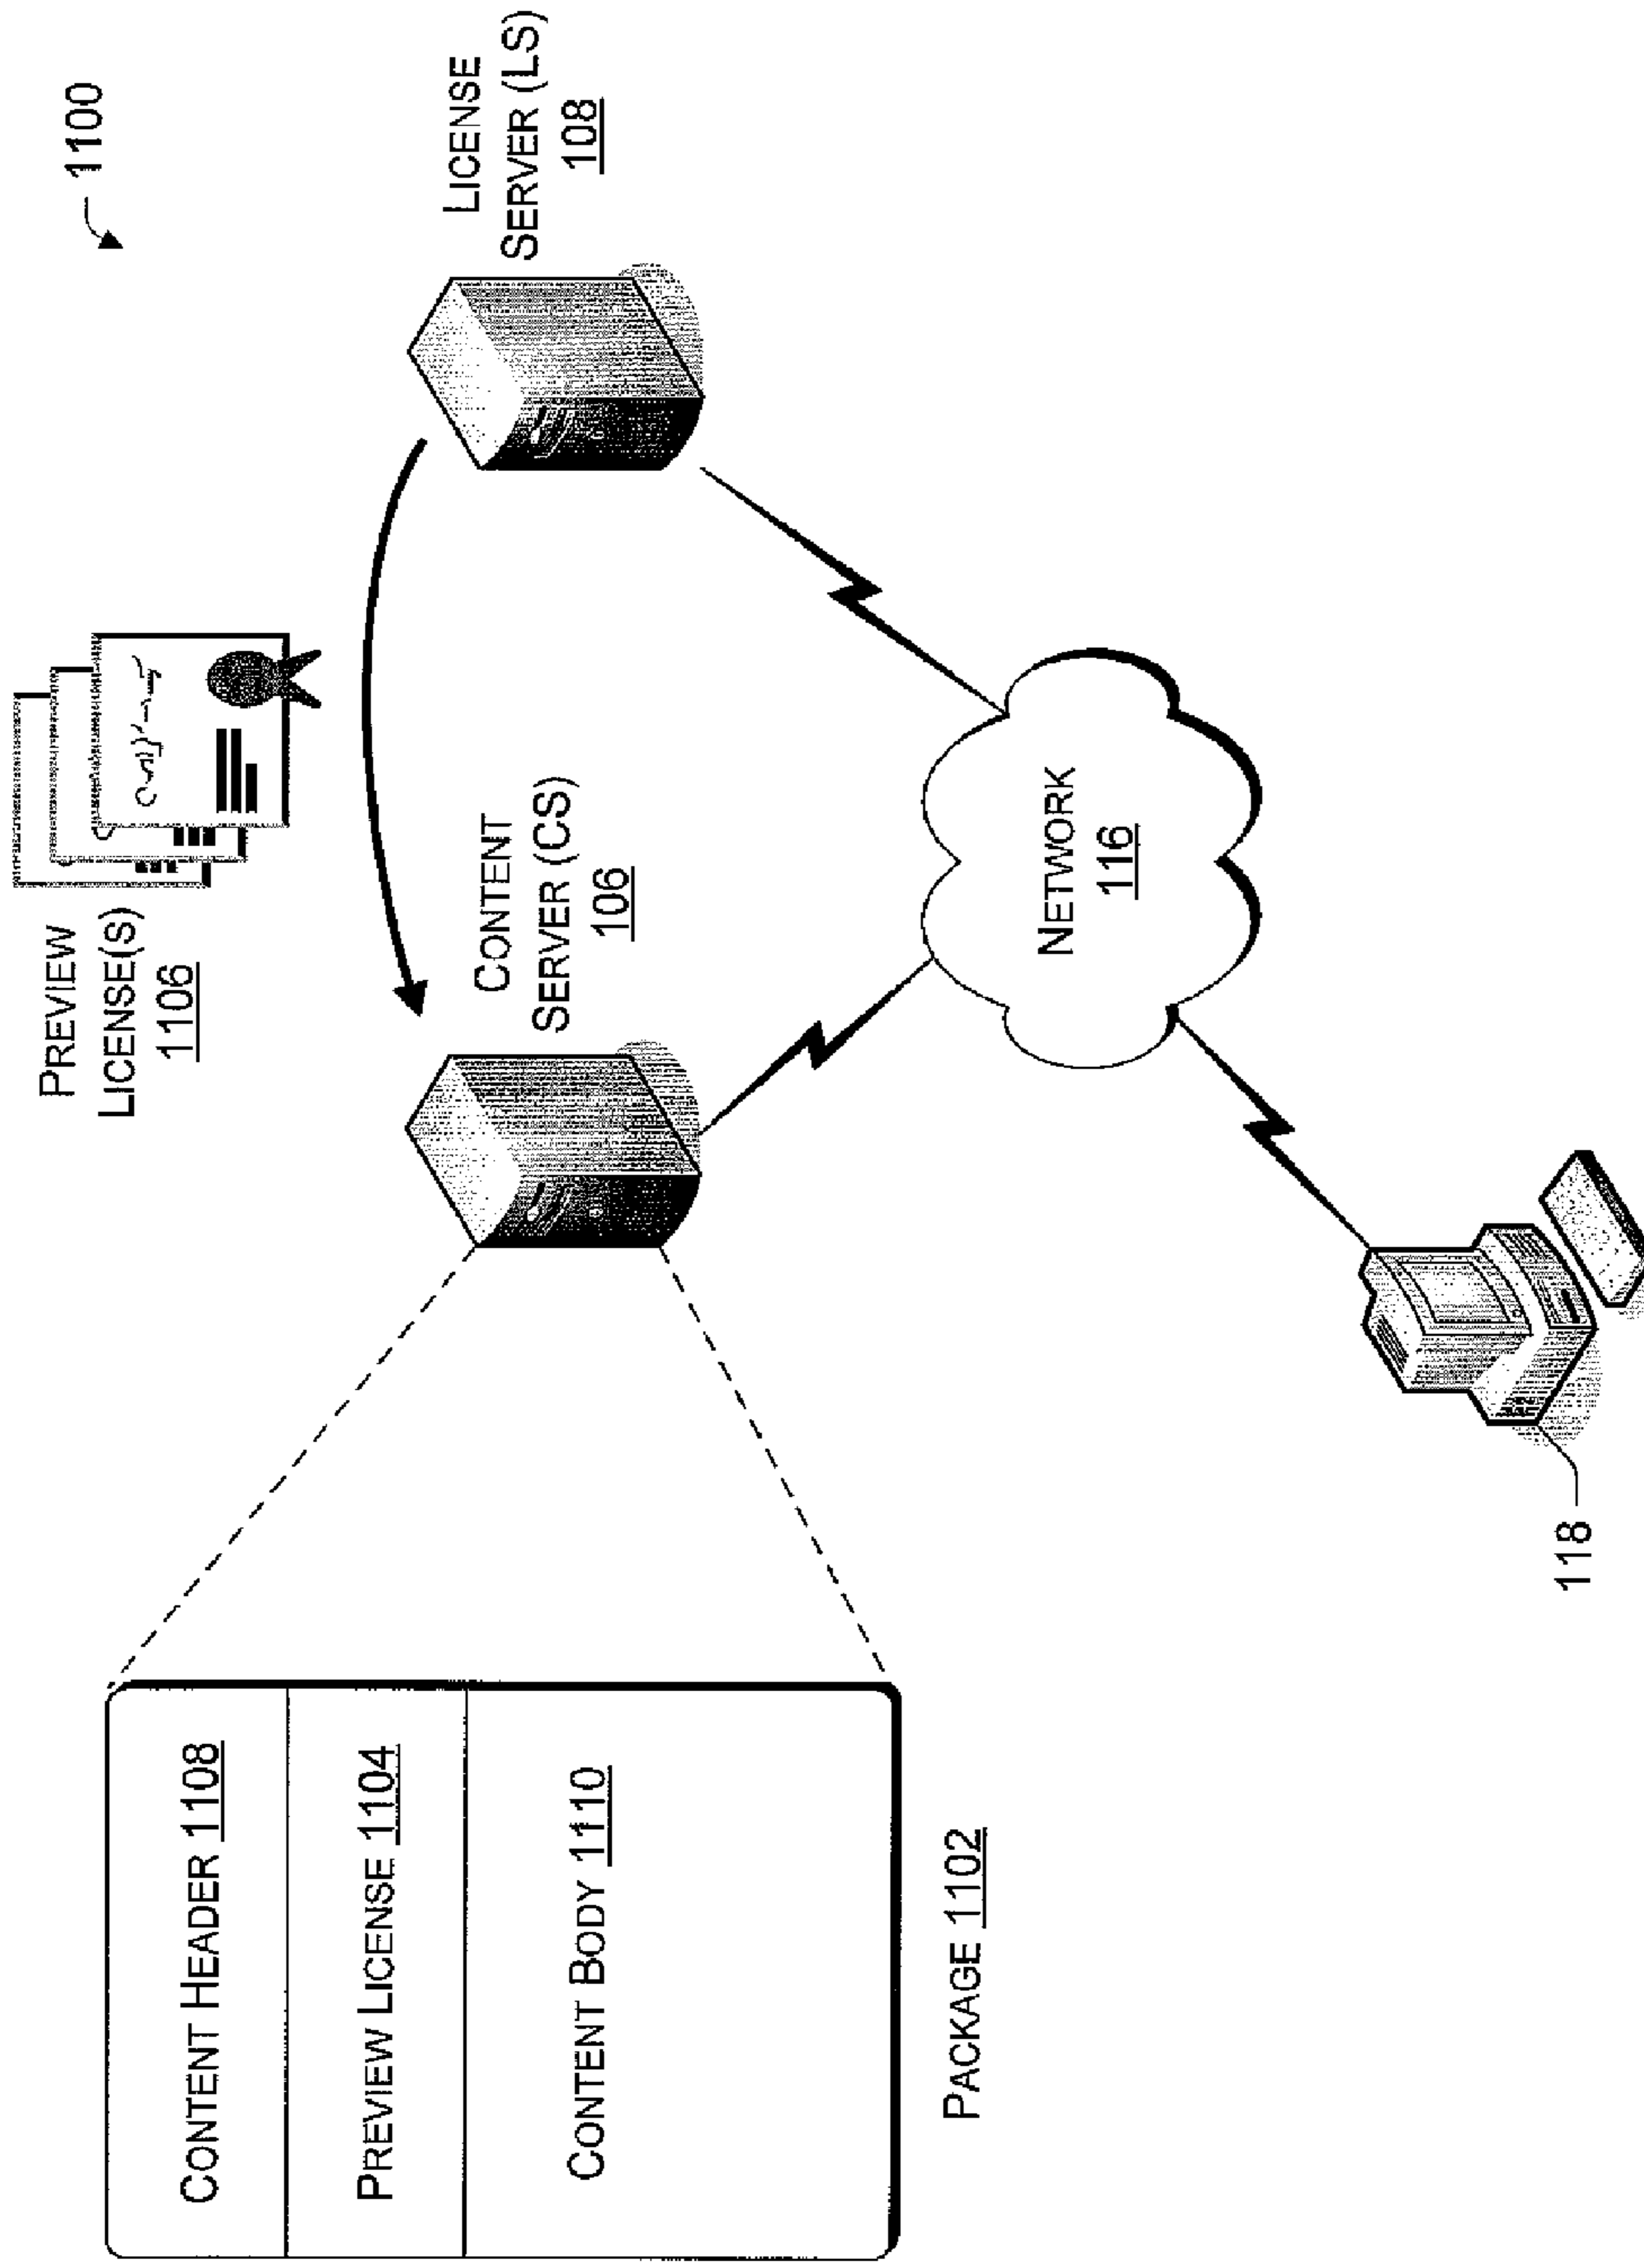 1100
PREVIEW
LICENSE(S)
1106
LICENSE
SERVER (LS)
108
CONTENT
SERVER (CS)
106
CONTENT HEADER 1108
PREVIEW LICENSE 1104
CONTENT BODY 1110
PACKAGE 1102
NETWORK
116
118